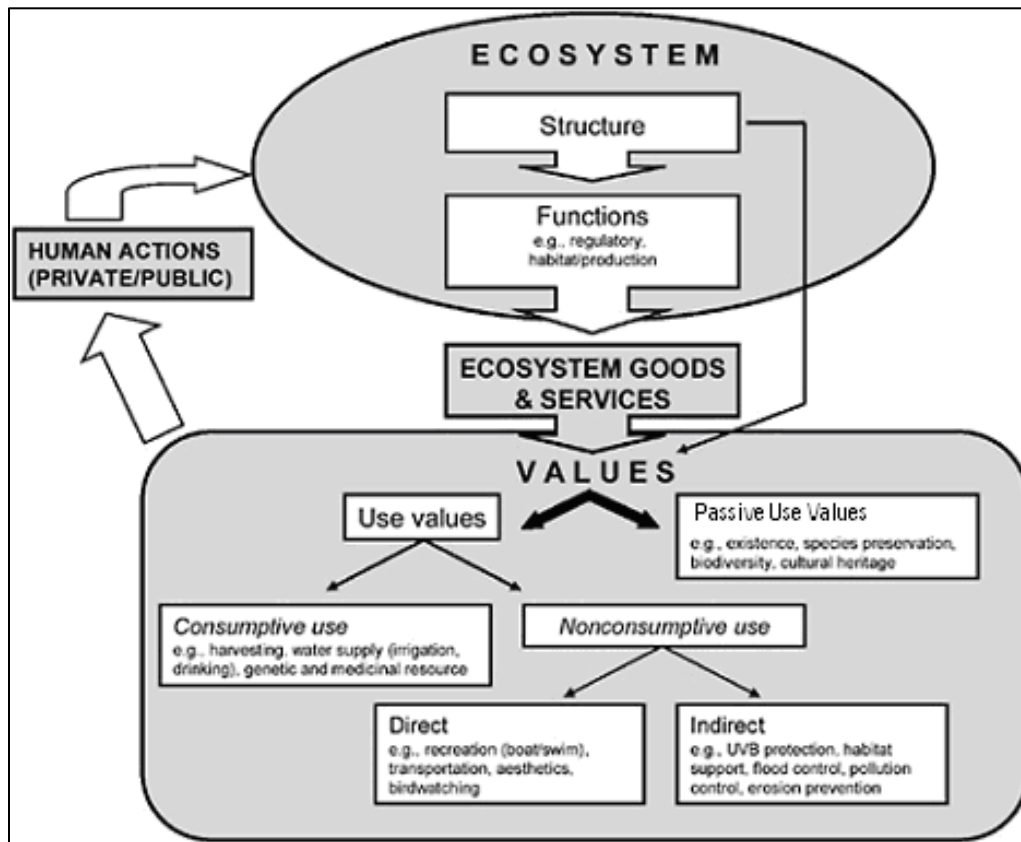 E C O S Y S T E M
Structure
Functions
e.g., regulatory,
habitat/production
HUMAN ACTIONS
(PRIVATE/PUBLIC)
ECOSYSTEM GOODS
& SERVICES
V A L U E S
Use values
Passive Use Values
e.g., existence, species preservation,
biodiversity, cultural heritage
Consumptive use
e.g., harvesting, water supply (irrigation,
drinking), genetic and medicinal resource
Nonconsumptive use
Direct
e.g., recreation (boat/swim),
transportation, aesthetics,
birdwatching
Indirect
e.g., UVB protection, habitat
support, flood control, pollution
control, erosion prevention